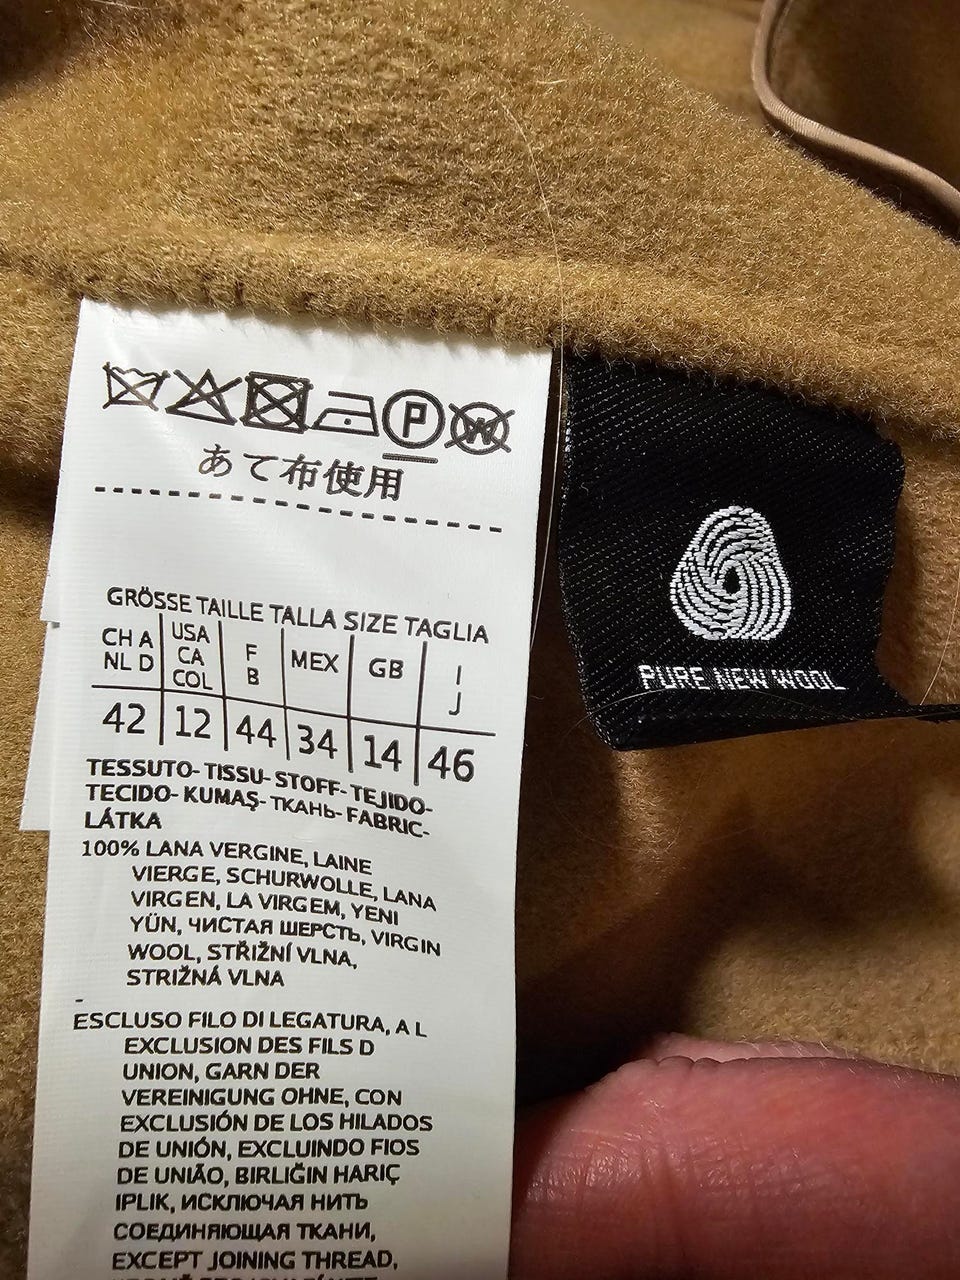 P W
あて布使用
GRÖSSE TAILLE TALLA SIZE TAGLIA
CH A NL D
USA CA COL
F B
MEX
GB
I J
42 12 44 34 14 46
TESSUTO- TISSU- STOFF- TEJIDO-
TECIDO- KUMAŞ- ТКАНЬ- FABRIC-
LÁTKA
100% LANA VERGINE, LAINE
VIERGE, SCHURWOLLE, LANA
VIRGEN, LA VIRGEM, YENI
YÜN, ЧИСТАЯ ШЕРСТЬ, VIRGIN
WOOL, STŘIŽNÍ VLNA,
STRIŽNÁ VLNA
-
ESCLUSO FILO DI LEGATURA, A L
EXCLUSION DES FILS D
UNION, GARN DER
VEREINIGUNG OHNE, CON
EXCLUSIÓN DE LOS HILADOS
DE UNIÓN, EXCLUINDO FIOS
DE UNIÃO, BIRLIĞIN HARIÇ
IPLIK, ИСКЛЮЧАЯ НИТЬ
СОЕДИНЯЮЩАЯ ТКАНИ,
EXCEPT JOINING THREAD,
PURE NEW WOOL